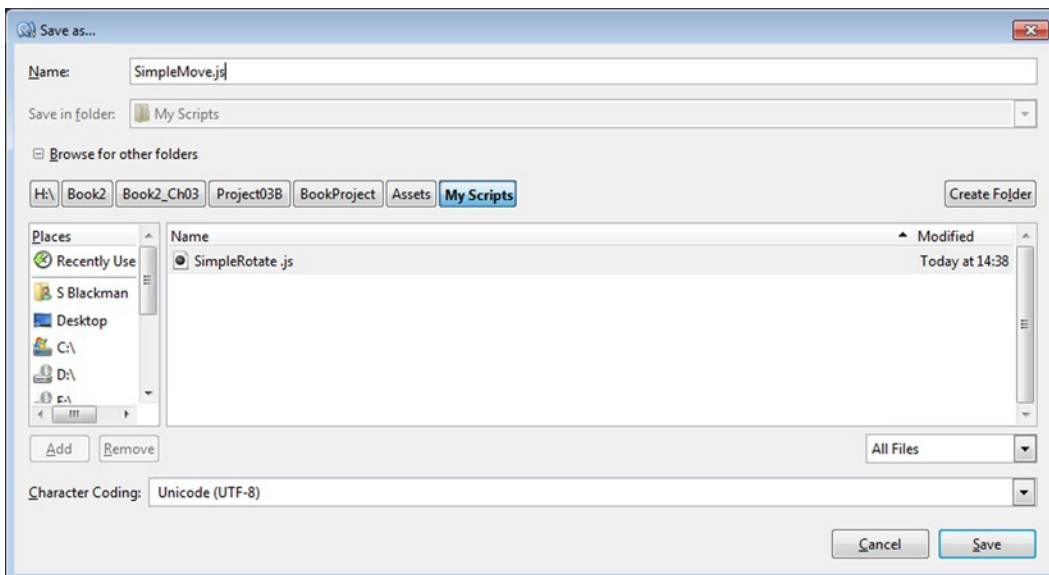 Save as...
Name: SimpleMove.js
Save in folder: My Scripts
Browse for other folders
H:\ Book2 Book2_Ch03 Project03B BookProject Assets My Scripts Create Folder
Places Name Modified
Recently Use SimpleRotate .js Today at 14:38
S Blackman
Desktop
C:\
D:\
Add Remove All Files
Character Coding: Unicode (UTF-8)
Cancel Save